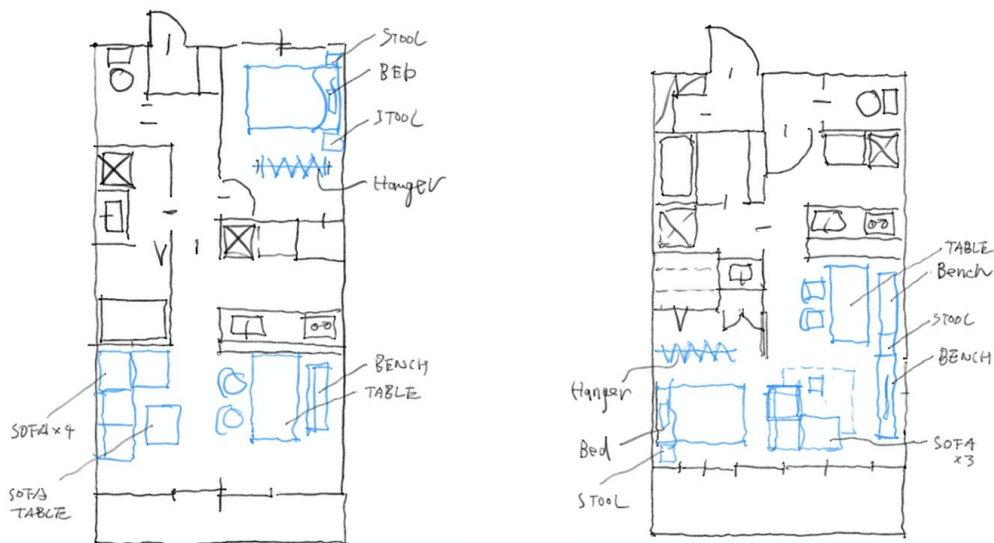 STOOL
BED
STOOL
Hanger
BENCH
TABLE
SOFA×4
SOFA
TABLE
TABLE
Bench
STOOL
BENCH
Hanger
Bed
SOFA
×3
STOOL